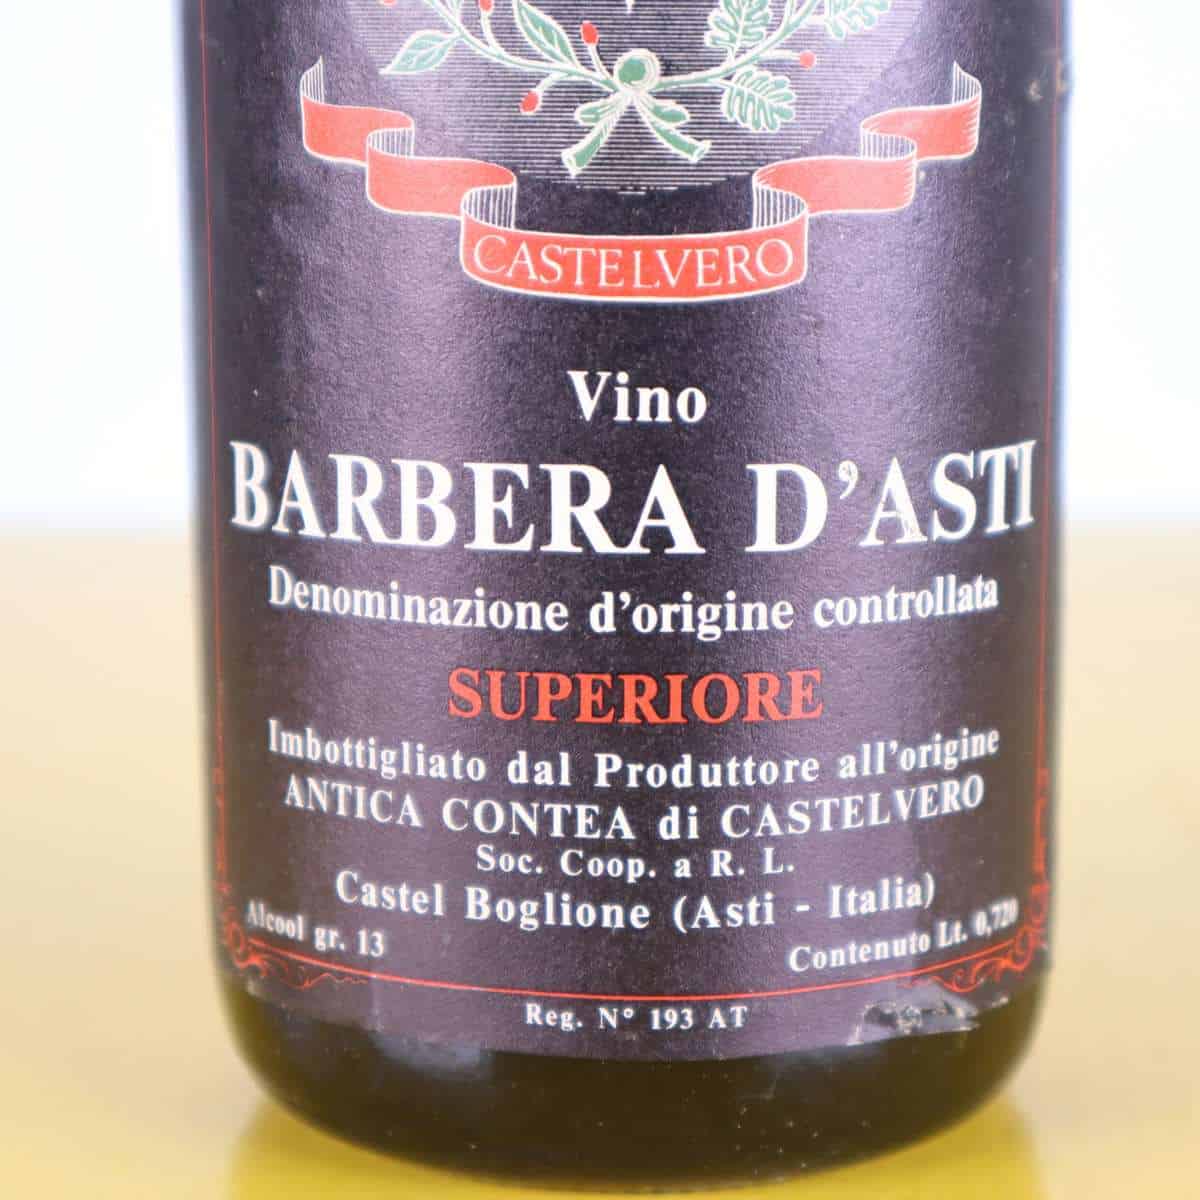 CASTELVERO
Vino
BARBERA D'ASTI
Denominazione d'origine controllata
SUPERIORE
Imbottigliato dal Produttore all'origine
ANTICA CONTEA di CASTELVERO
Soc. Coop. a R. L.
Castel Boglione (Asti - Italia)
Alcool gr. 13
Contenuto Lt. 0,720
Reg. N° 193 AT